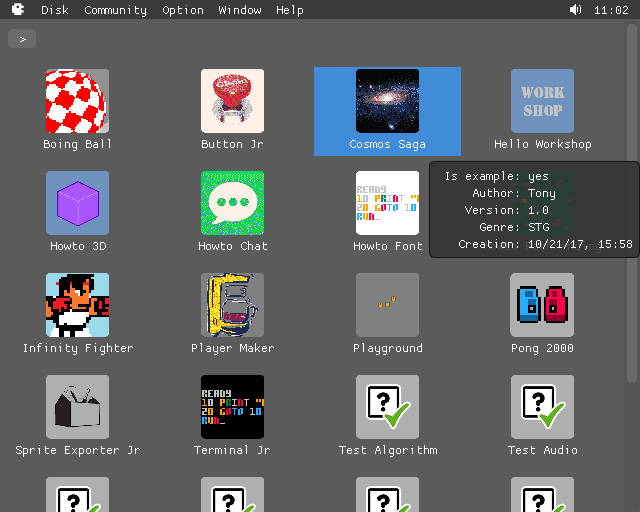 Disk Community Option Window Help 11:02
>
WORK
SHOP
Boing Ball Button Jr Cosmos Saga Hello Workshop
Is example: yes
Author: Tony
Version: 1.0
Genre: STG
Creation: 10/21/17, 15:58
READY
10 PRINT "
20 GOTO 10
RUN_
Howto 3D Howto Chat Howto Font
Infinity Fighter Player Maker Playground Pong 2000
READY
10 PRINT "
20 GOTO 10
RUN_
Sprite Exporter Jr Terminal Jr Test Algorithm Test Audio